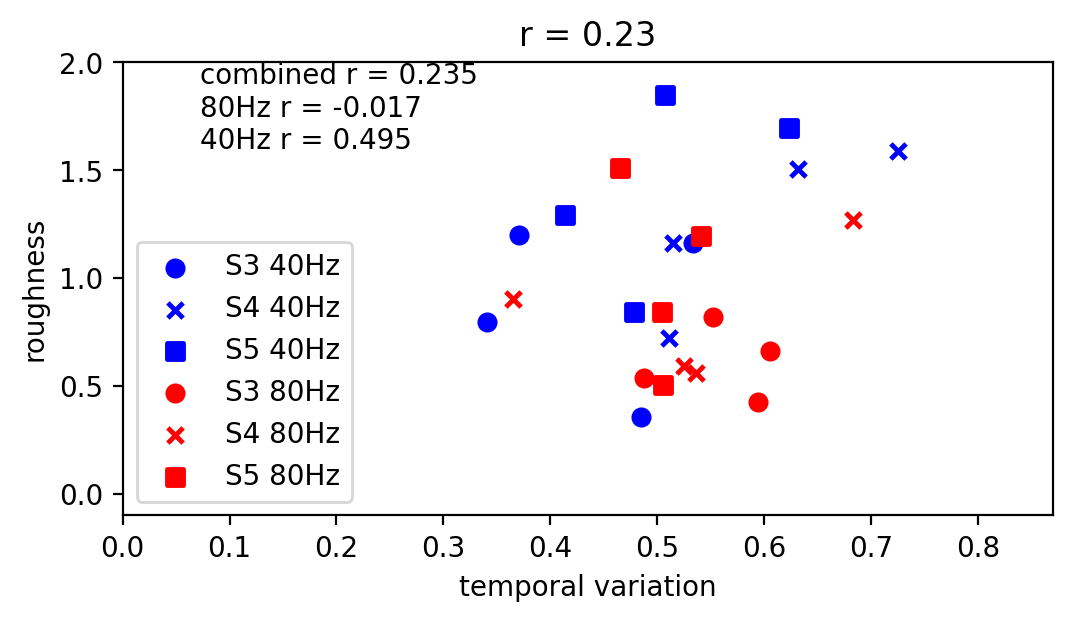 r = 0.23
combined r = 0.235
80Hz r = -0.017
40Hz r = 0.495
2.0
1.5
1.0
0.5
0.0
roughness
S3 40Hz
S4 40Hz
S5 40Hz
S3 80Hz
S4 80Hz
S5 80Hz
0.0 0.1 0.2 0.3 0.4 0.5 0.6 0.7 0.8
temporal variation